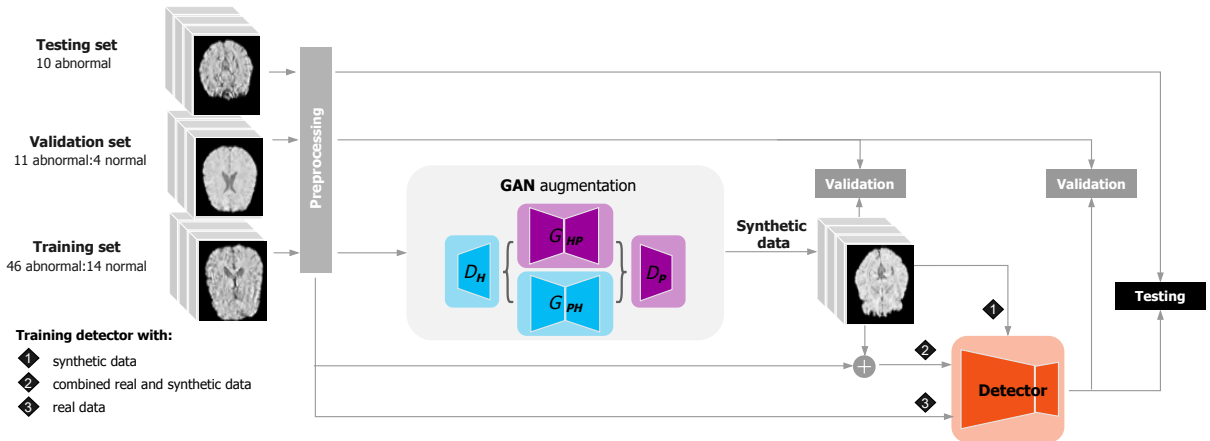 Testing set
10 abnormal
Validation set
11 abnormal:4 normal
Training set
46 abnormal:14 normal
Preprocessing
GAN augmentation
D_H
G_HP
G_PH
D_P
Synthetic
data
Validation
Validation
Testing
Detector
1
2
3
Training detector with:
1 synthetic data
2 combined real and synthetic data
3 real data